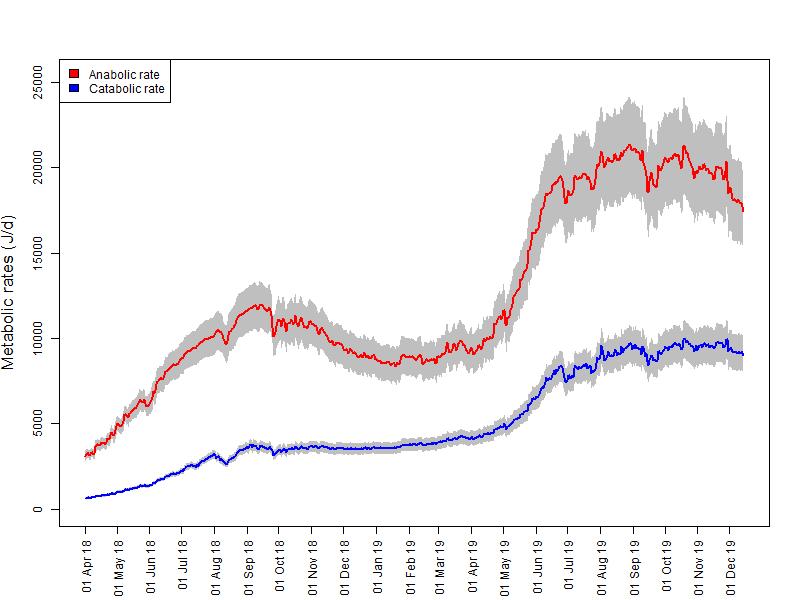 Anabolic rate
Catabolic rate
Metabolic rates (J/d)
25000
20000
15000
10000
5000
0
01 Apr 18
01 May 18
01 Jun 18
01 Jul 18
01 Aug 18
01 Sep 18
01 Oct 18
01 Nov 18
01 Dec 18
01 Jan 19
01 Feb 19
01 Mar 19
01 Apr 19
01 May 19
01 Jun 19
01 Jul 19
01 Aug 19
01 Sep 19
01 Oct 19
01 Nov 19
01 Dec 19